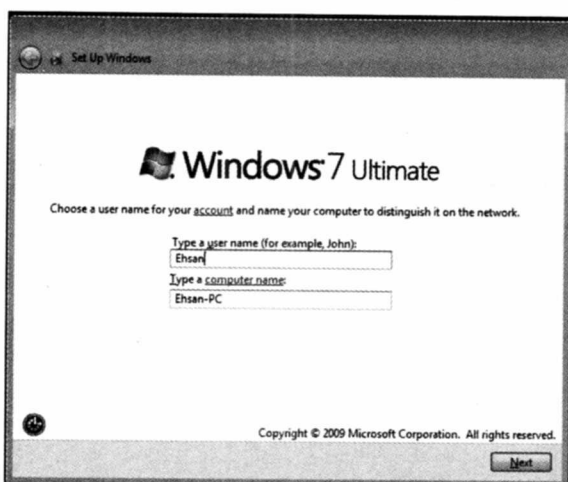 Set Up Windows
Windows 7 Ultimate
Choose a user name for your account and name your computer to distinguish it on the network.
Type a user name (for example, John):
Ehsan
Type a computer name:
Ehsan-PC
Copyright © 2009 Microsoft Corporation. All rights reserved.
Next